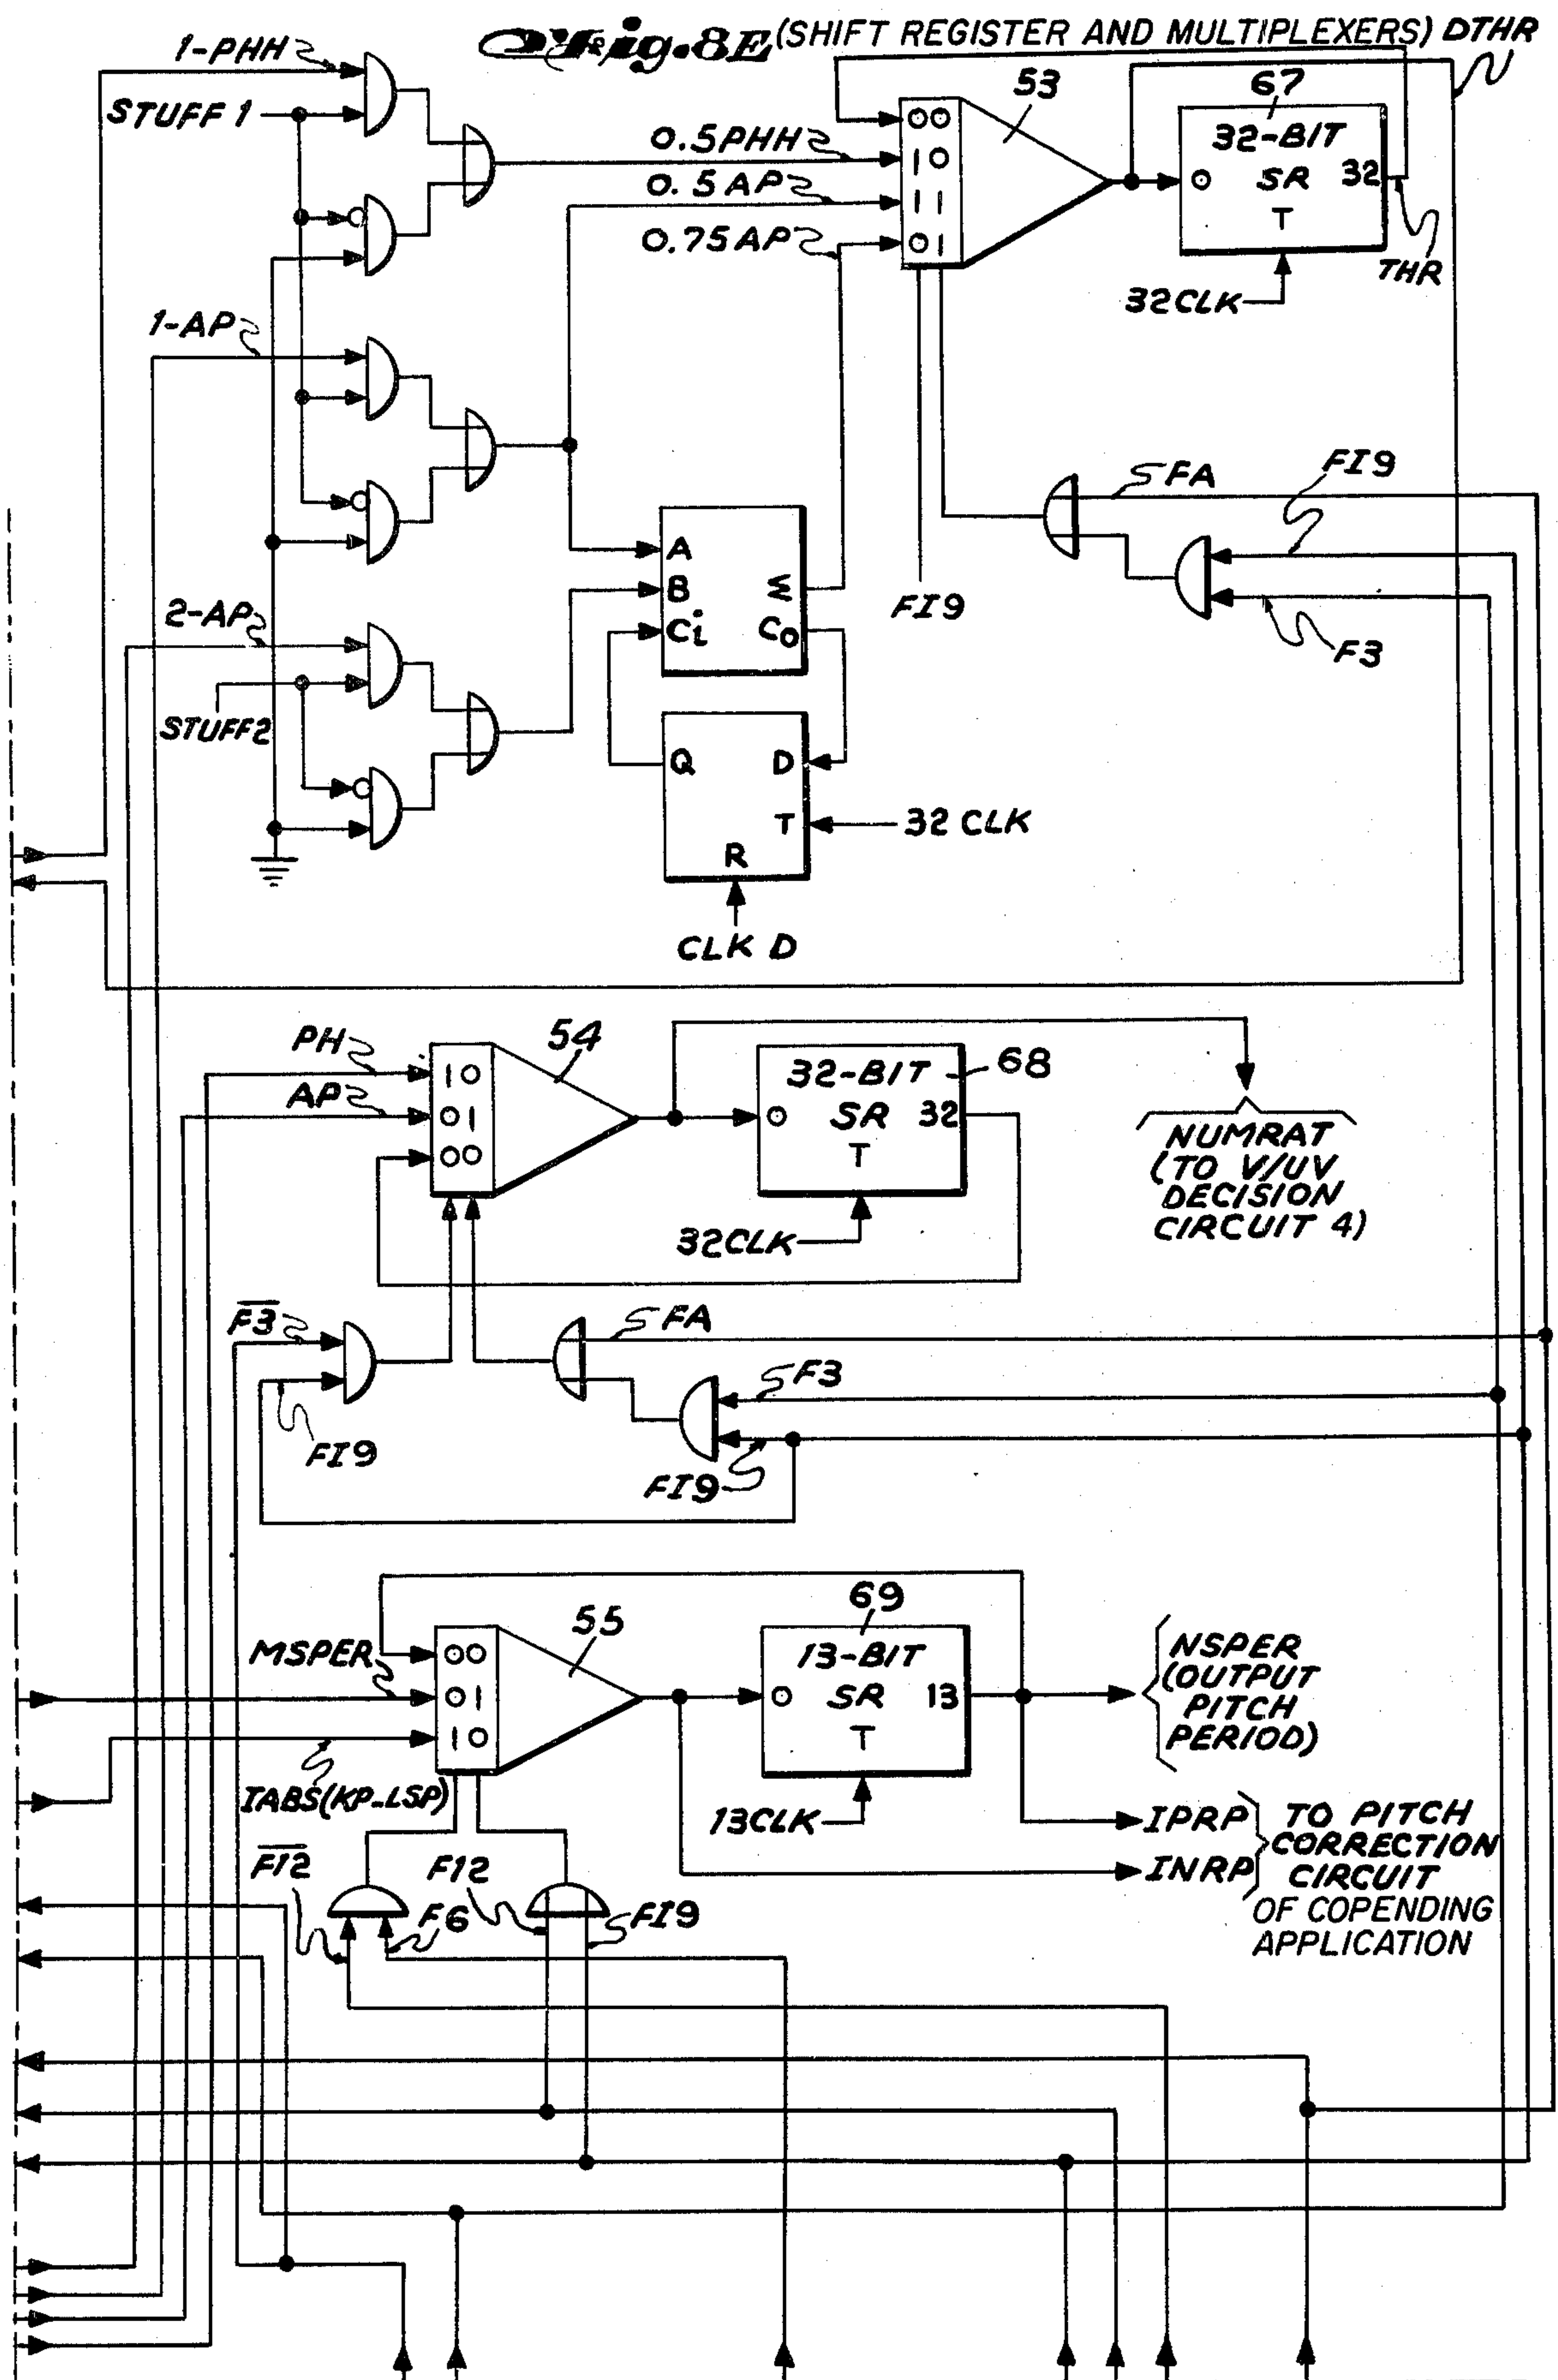 Fig. 8E (SHIFT REGISTER AND MULTIPLEXERS) DTHR
1-PHH
STUFF 1
53
67
00
10
11
01
0.5PHH
0.5AP
0.75AP
32-BIT
0 SR 32
T
32CLK
THR
1-AP
FA
FI9
F3
FI9
A
B
Ci
Σ
Co
2-AP
STUFF2
Q
D
T
R
32 CLK
CLK D
PH
AP
54
10
01
00
32-BIT
0 SR 32
T
68
32CLK
NUMRAT
(TO V/UV
DECISION
CIRCUIT 4)
F3
FI9
FA
F3
FI9
69
55
MSPER
00
01
10
13-BIT
0 SR 13
T
13CLK
NSPER
(OUTPUT
PITCH
PERIOD)
IABS(KP-LSP)
IPRP
INRP
TO PITCH
CORRECTION
CIRCUIT
OF COPENDING
APPLICATION
F12
F6
F12
FI9